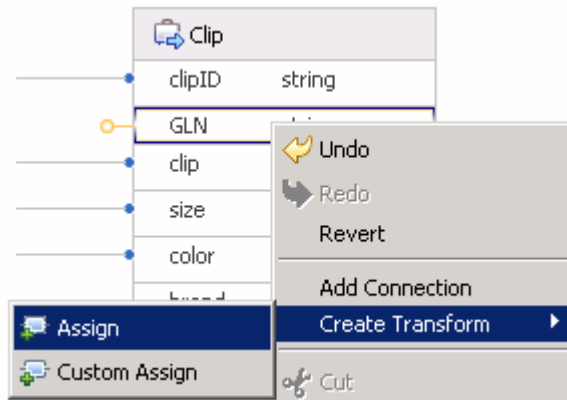 Clip
clipID string
GLN
clip
size
color
Undo
Redo
Revert
Add Connection
Create Transform
Cut
Assign
Custom Assign